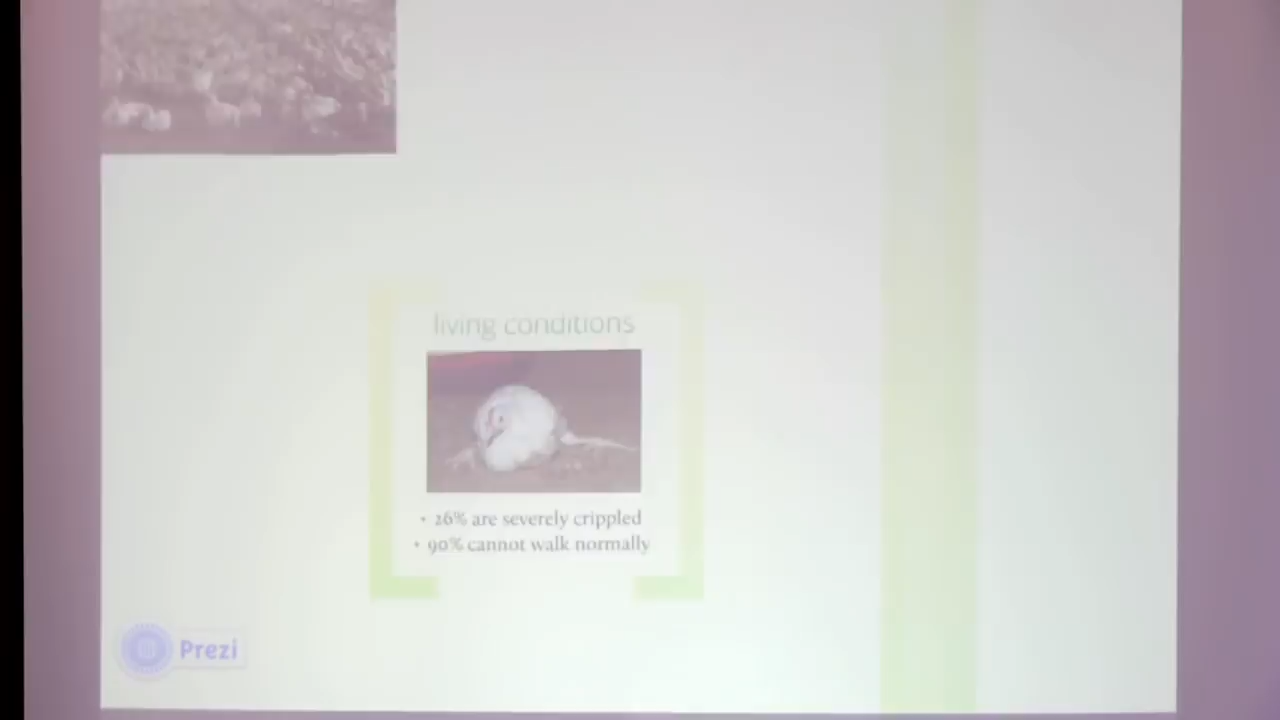 living conditions
• 26% are severely crippled
• 90% cannot walk normally
Prezi